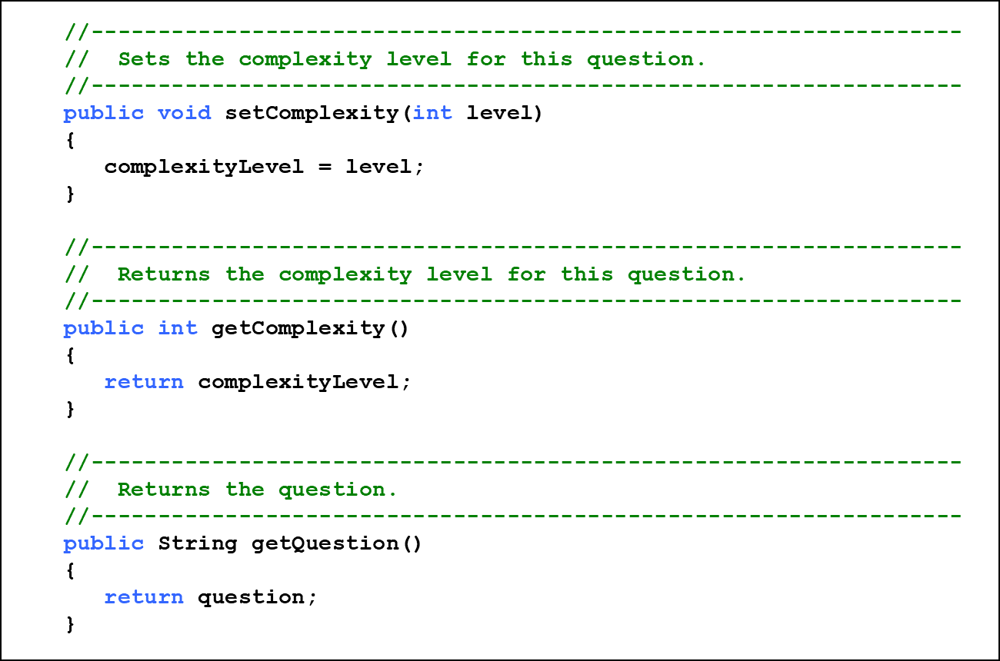 //-----------------------------------------------------------------
//  Sets the complexity level for this question.
//-----------------------------------------------------------------
public void setComplexity(int level)
{
   complexityLevel = level;
}

//-----------------------------------------------------------------
//  Returns the complexity level for this question.
//-----------------------------------------------------------------
public int getComplexity()
{
   return complexityLevel;
}

//-----------------------------------------------------------------
//  Returns the question.
//-----------------------------------------------------------------
public String getQuestion()
{
   return question;
}